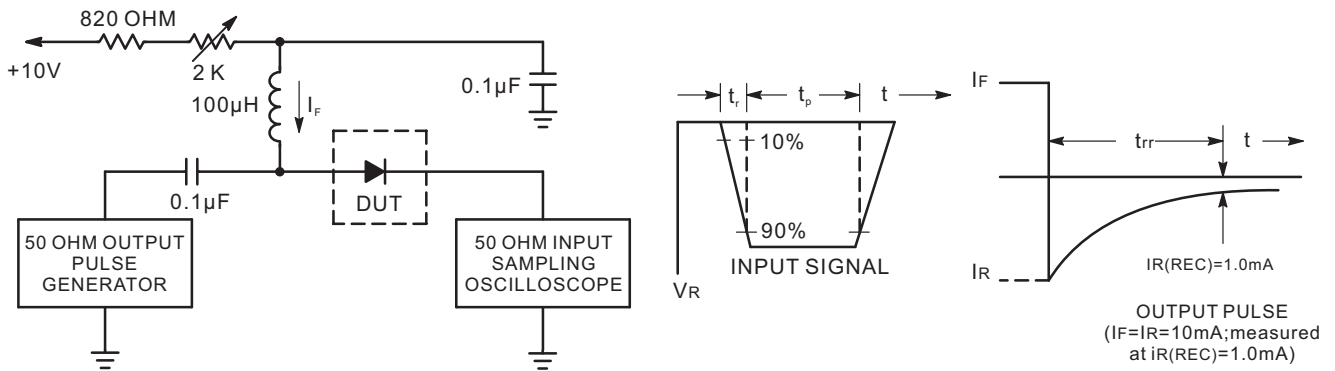 820 OHM
+10V
2 K
100µH
IF
0.1µF
0.1µF
DUT
50 OHM OUTPUT
PULSE
GENERATOR
50 OHM INPUT
SAMPLING
OSCILLOSCOPE
tr
tp
t
10%
90%
VR
INPUT SIGNAL
IF
trr
t
IR
IR(REC)=1.0mA
OUTPUT PULSE
(IF=IR=10mA;measured
at iR(REC)=1.0mA)